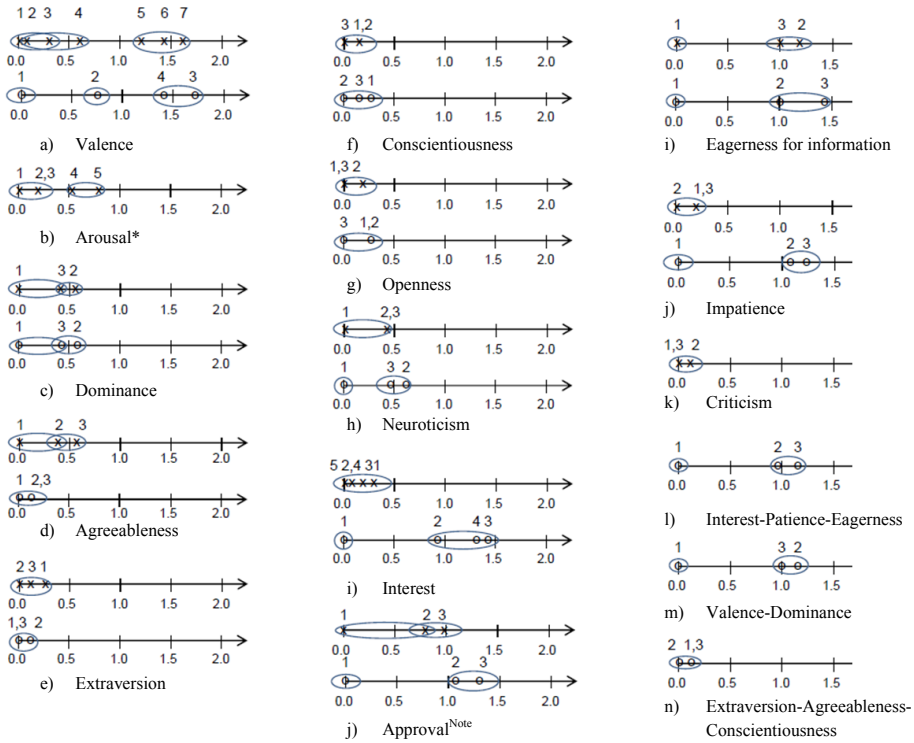 1 2 3 4 5 6 7
0.0 0.5 1.0 1.5 2.0
1 2 4 3
0.0 0.5 1.0 1.5 2.0
a) Valence
1 2,3 4 5
0.0 0.5 1.0 1.5 2.0
b) Arousal*
1 3 2
0.0 0.5 1.0 1.5 2.0
1 3 2
0.0 0.5 1.0 1.5 2.0
c) Dominance
1 2 3
0.0 0.5 1.0 1.5 2.0
1 2,3
0.0 0.5 1.0 1.5 2.0
d) Agreeableness
2 3 1
0.0 0.5 1.0 1.5 2.0
1,3 2
0.0 0.5 1.0 1.5 2.0
e) Extraversion
3 1,2
0.0 0.5 1.0 1.5 2.0
2 3 1
0.0 0.5 1.0 1.5 2.0
f) Conscientiousness
1,3 2
0.0 0.5 1.0 1.5 2.0
3 1,2
0.0 0.5 1.0 1.5 2.0
g) Openness
1 2,3
0.0 0.5 1.0 1.5 2.0
1 3 2
0.0 0.5 1.0 1.5 2.0
h) Neuroticism
5 2,4 31
0.0 0.5 1.0 1.5 2.0
1 2 4 3
0.0 0.5 1.0 1.5 2.0
i) Interest
1 2 3
0.0 0.5 1.0 1.5 2.0
1 2 3
0.0 0.5 1.0 1.5 2.0
j) Approval^Note
1 3 2
0.0 0.5 1.0 1.5
1 2 3
0.0 0.5 1.0 1.5
i) Eagerness for information
2 1,3
0.0 0.5 1.0 1.5
1 2 3
0.0 0.5 1.0 1.5
j) Impatience
1,3 2
0.0 0.5 1.0 1.5
k) Criticism
1 2 3
0.0 0.5 1.0 1.5
l) Interest-Patience-Eagerness
1 3 2
0.0 0.5 1.0 1.5
m) Valence-Dominance
2 1,3
0.0 0.5 1.0 1.5
n) Extraversion-Agreeableness-
Conscientiousness